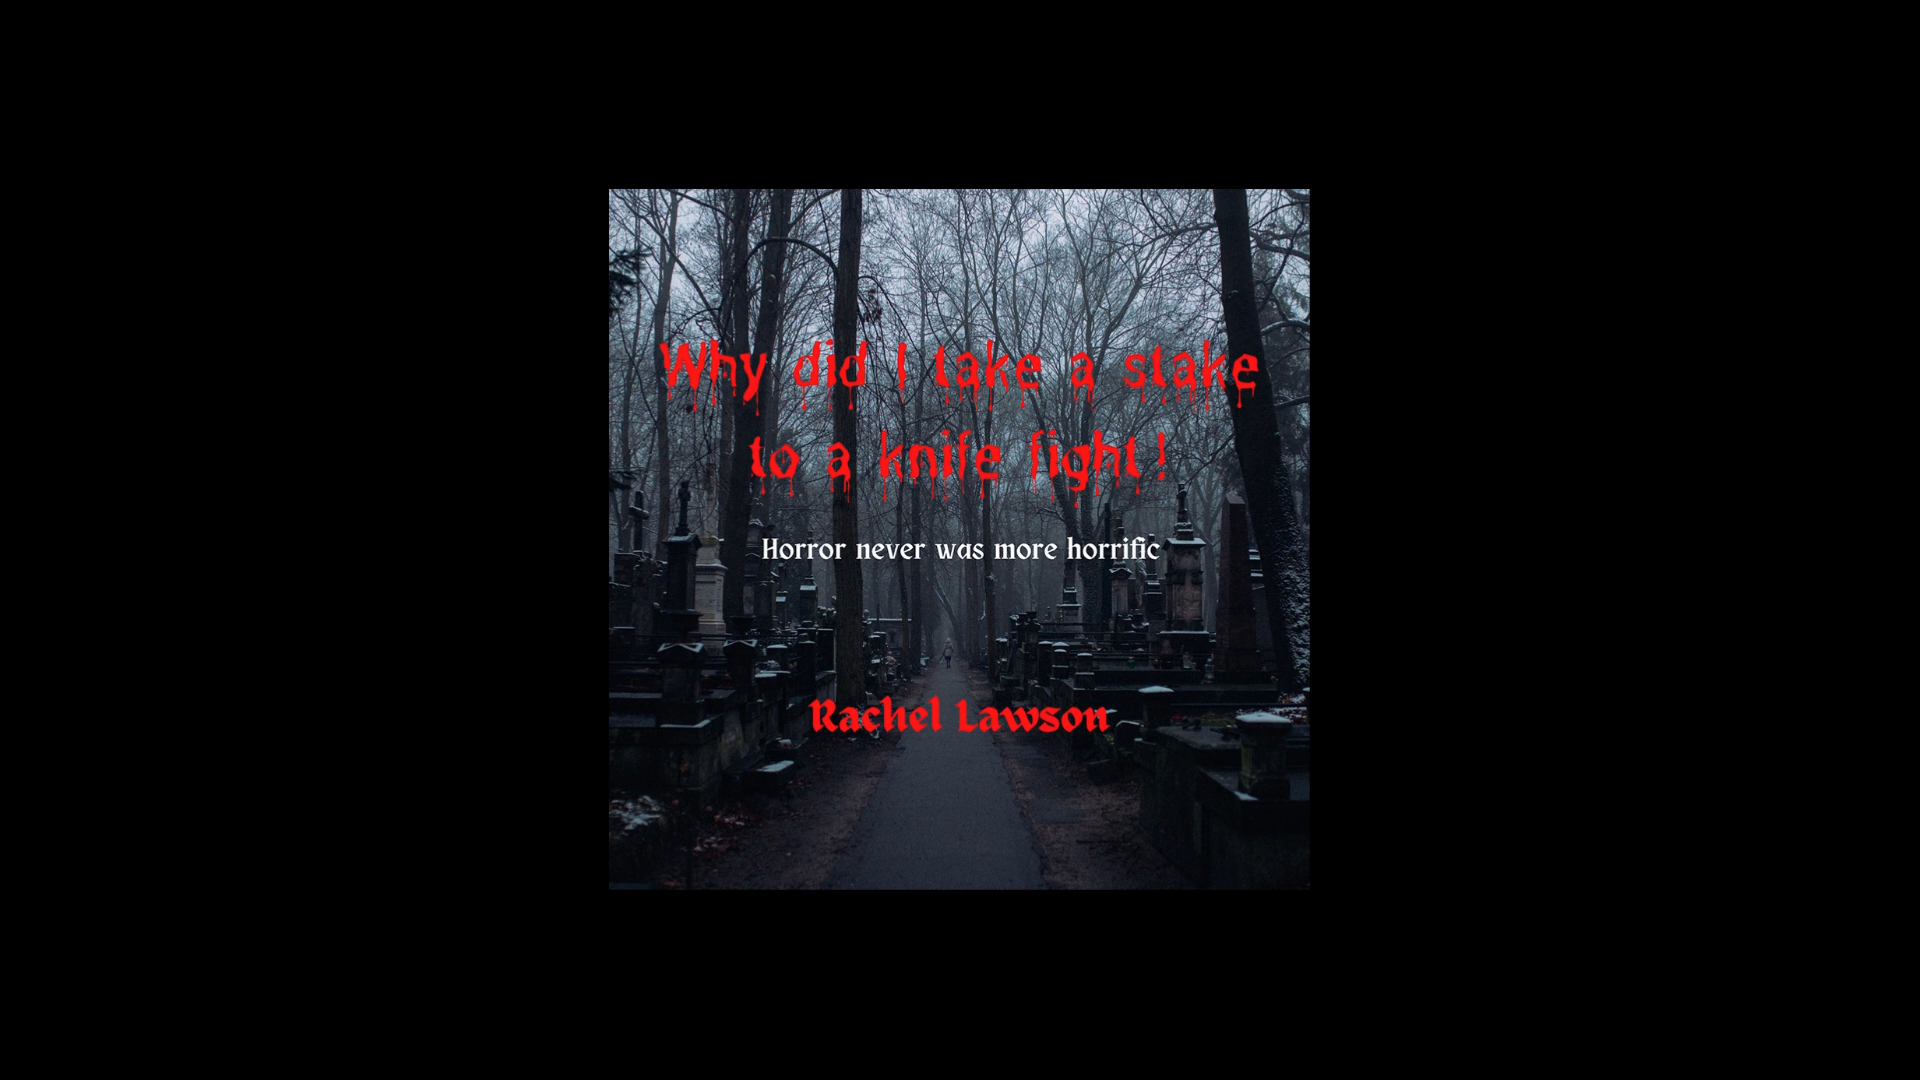 Why did I take a stake
to a knife fight!
Horror never was more horrific
Rachel Lawson